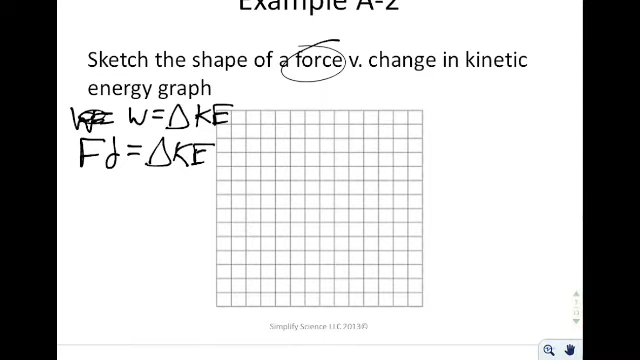 Example A-2
Sketch the shape of a force v. change in kinetic
energy graph
W=ΔKE
Fd=ΔKE
Simplify Science LLC 2013©